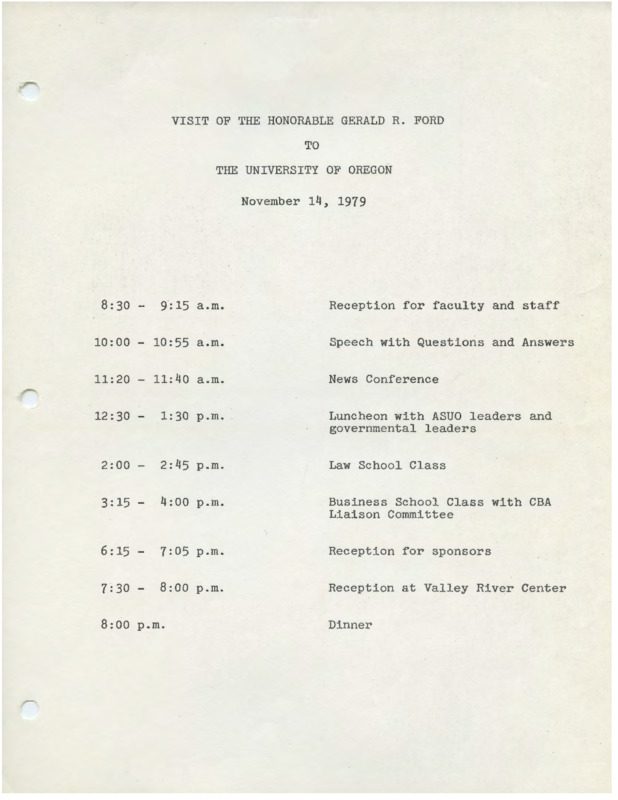 VISIT OF THE HONORABLE GERALD R. FORD
TO
THE UNIVERSITY OF OREGON
November 14, 1979
8:30 - 9:15 a.m. Reception for faculty and staff
10:00 - 10:55 a.m. Speech with Questions and Answers
11:20 - 11:40 a.m. News Conference
12:30 - 1:30 p.m. Luncheon with ASUO leaders and
governmental leaders
2:00 - 2:45 p.m. Law School Class
3:15 - 4:00 p.m. Business School Class with CBA
Liaison Committee
6:15 - 7:05 p.m. Reception for sponsors
7:30 - 8:00 p.m. Reception at Valley River Center
8:00 p.m. Dinner